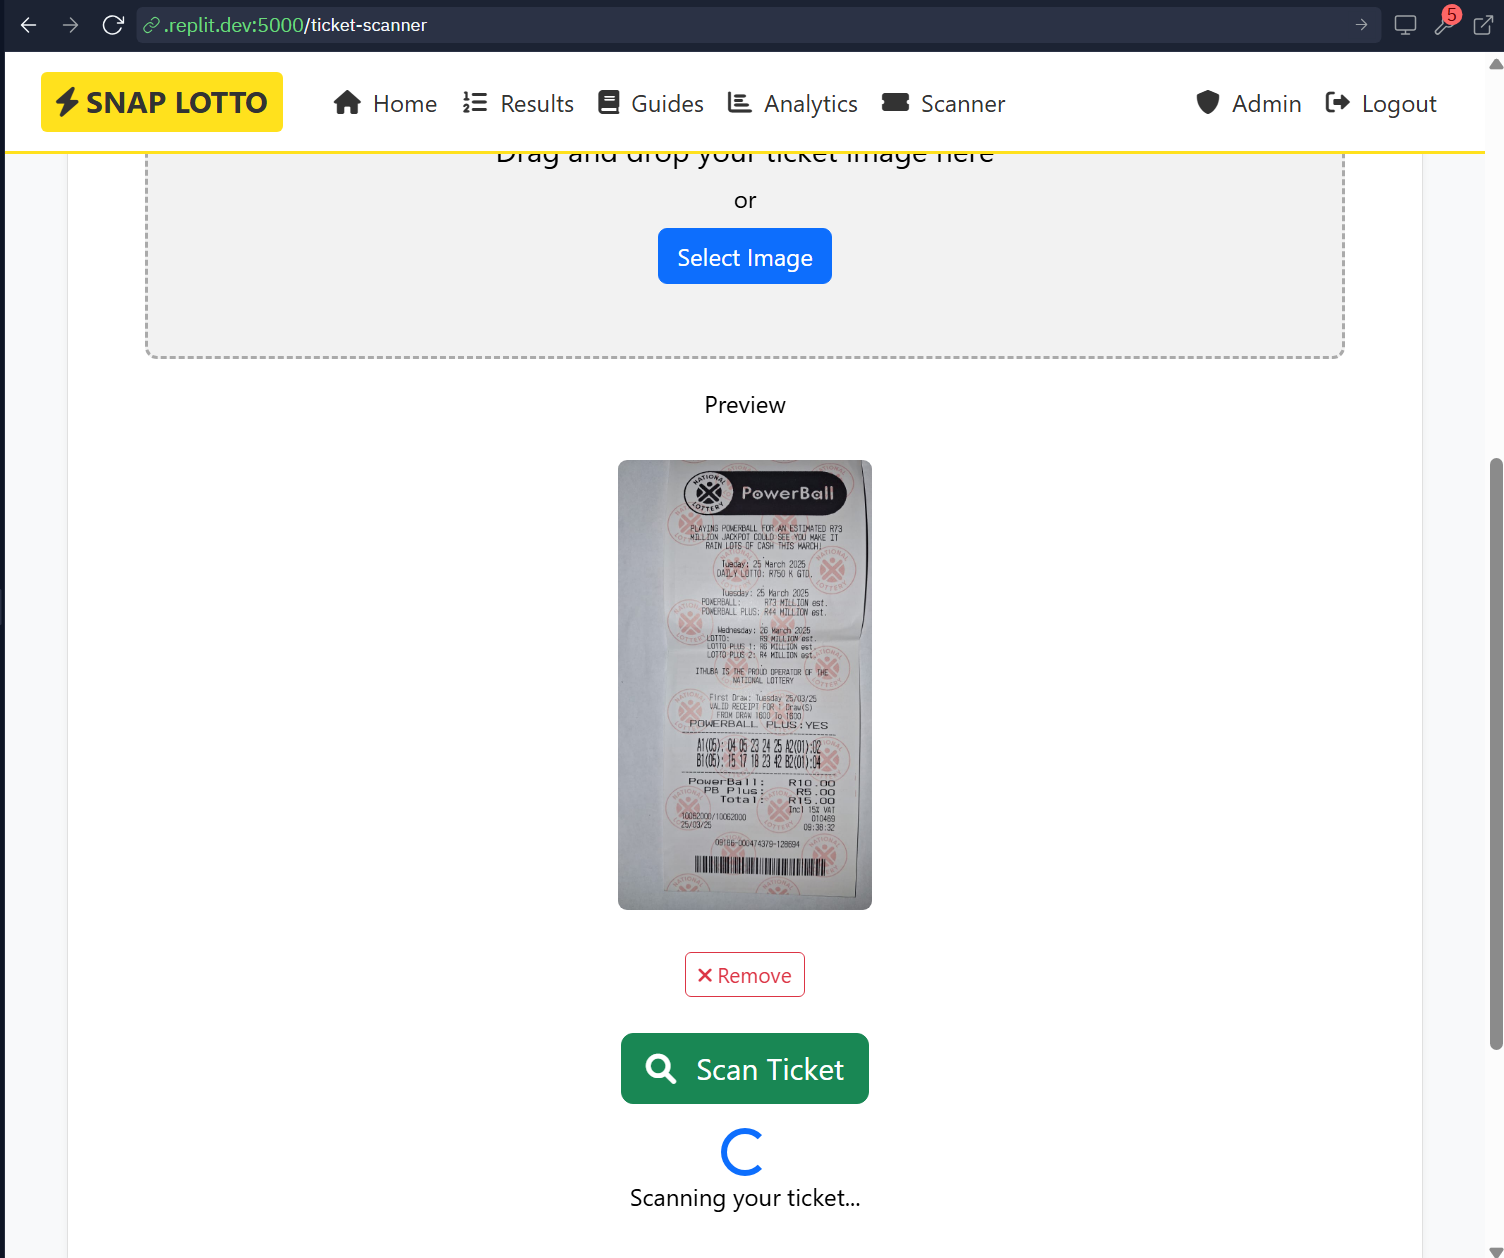 .replit.dev:5000/ticket-scanner
5
SNAP LOTTO
Home
Results
Guides
Analytics
Scanner
Admin
Logout
Drag and drop your ticket image here
or
Select Image
Preview
NATIONAL LOTTERY
PowerBall
PLAYING POWERBALL FOR AN ESTIMATED R73
MILLION JACKPOT COULD SEE YOU MAKE IT
RAIN LOTS OF CASH THIS MARCH!
Tuesday: 25 March 2025
DAILY LOTTO: R750 K GTD.
Tuesday: 25 March 2025
POWERBALL: R73 MILLION est.
POWERBALL PLUS: R44 MILLION est.
Wednesday: 26 March 2025
LOTTO: R9 MILLION est.
LOTTO PLUS 1: R6 MILLION est.
LOTTO PLUS 2: R4 MILLION est.
ITHUBA IS THE PROUD OPERATOR OF THE
NATIONAL LOTTERY
First Draw: Tuesday 25/03/25
VALID RECEIPT FOR 1 Draw(S)
FROM DRAW 1600 To 1600
POWERBALL PLUS:YES
A1(05): 04 05 23 24 25 A2(01):02
B1(05): 15 17 18 23 42 B2(01):04
PowerBall: R10.00
PB Plus: R5.00
Total: R15.00
Incl 15% VAT
10062000/10062000 010469
25/03/25 09:38:32
09166-000474379-128694
Remove
Scan Ticket
Scanning your ticket...